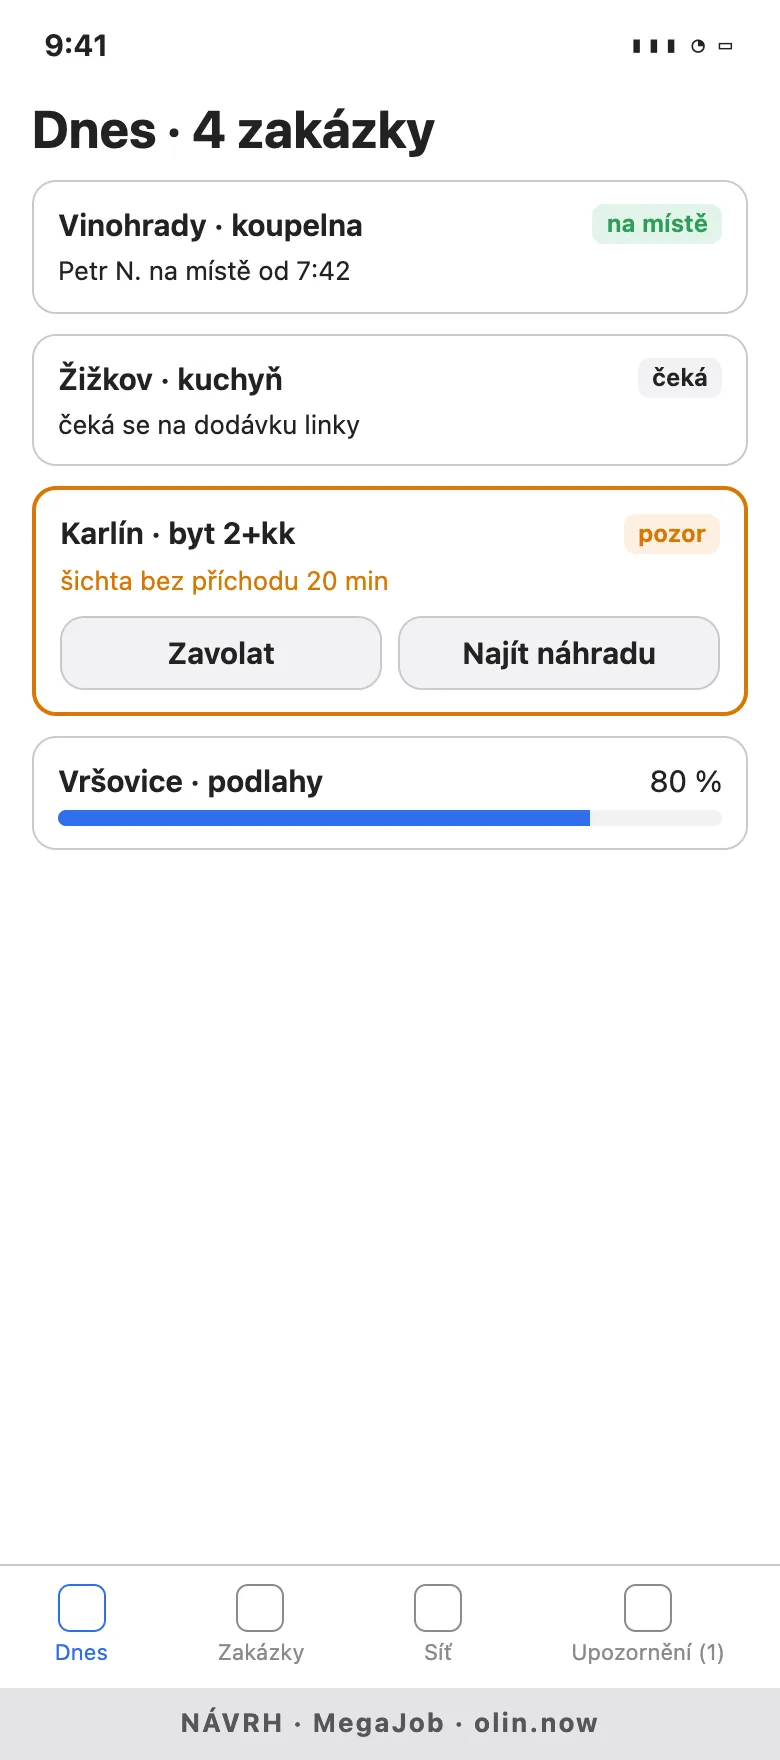 9:41
Dnes · 4 zakázky
Vinohrady · koupelna
na místě
Petr N. na místě od 7:42
Žižkov · kuchyň
čeká
čeká se na dodávku linky
Karlín · byt 2+kk
pozor
šichta bez příchodu 20 min
Zavolat
Najít náhradu
Vršovice · podlahy
80 %
Dnes
Zakázky
Síť
Upozornění (1)
NÁVRH · MegaJob · olin.now